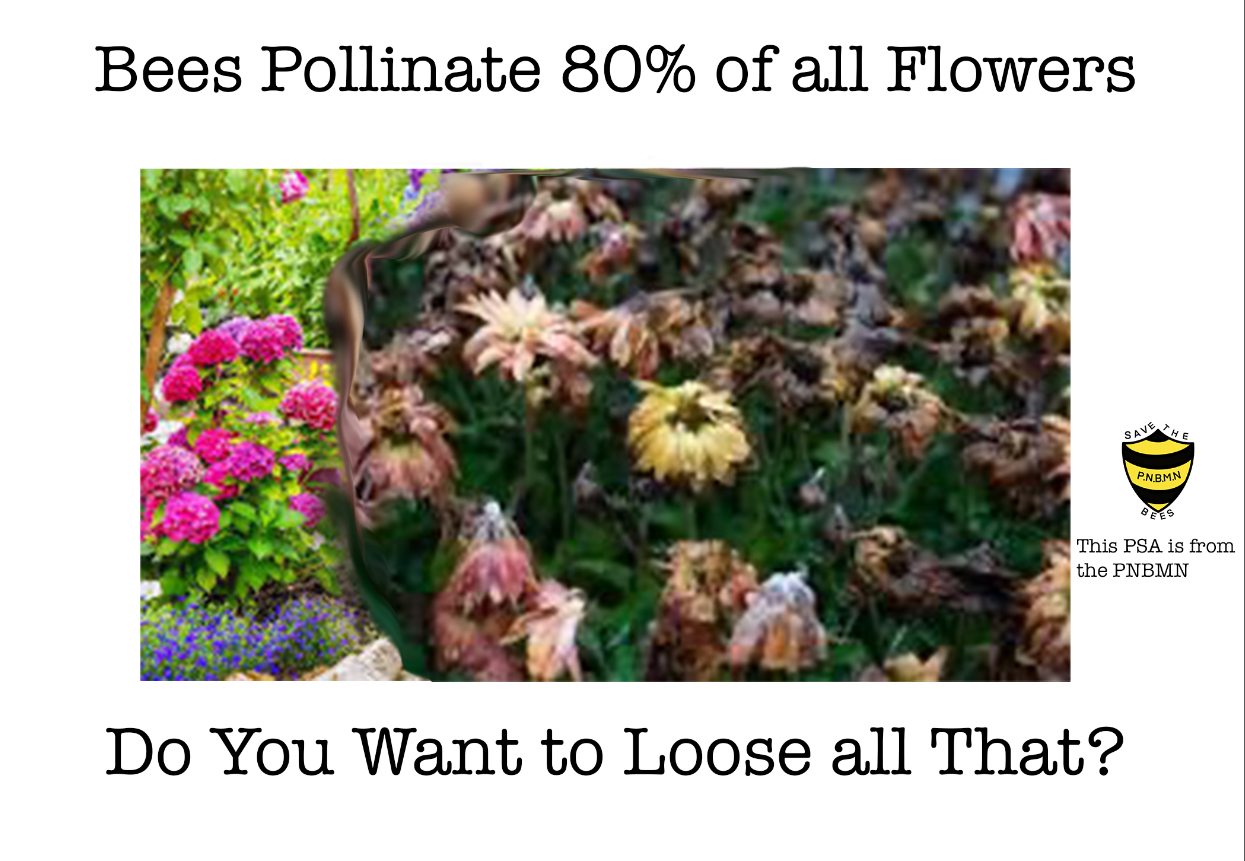 Bees Pollinate 80% of all Flowers
SAVE THE
P.N.B.M.N
BEES
This PSA is from
the PNBMN
Do You Want to Loose all That?